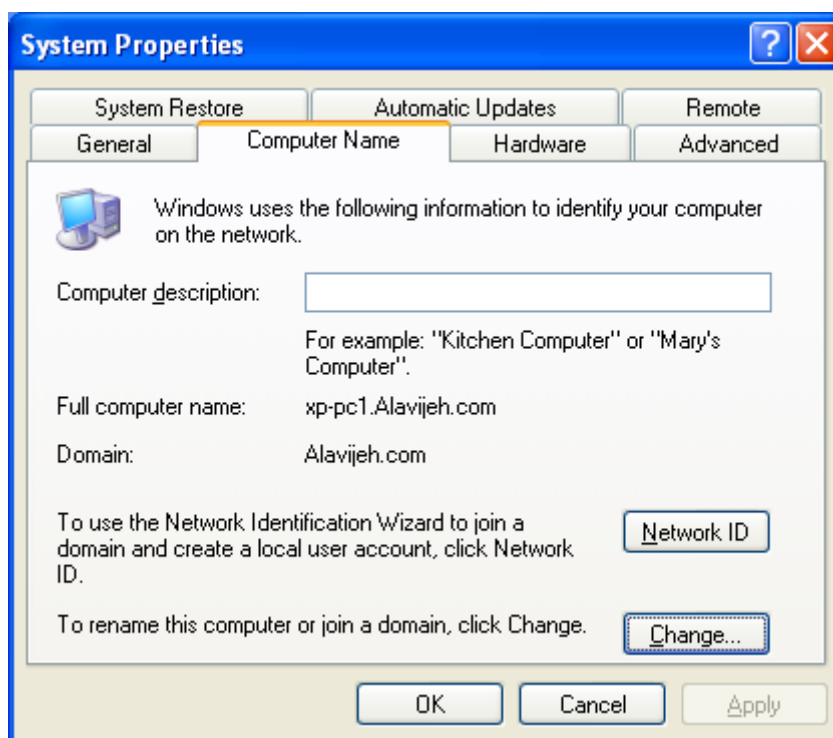 System Properties
System Restore
Automatic Updates
Remote
General
Computer Name
Hardware
Advanced
Windows uses the following information to identify your computer
on the network.
Computer description:
For example: "Kitchen Computer" or "Mary's
Computer".
Full computer name:
xp-pc1.Alavijeh.com
Domain:
Alavijeh.com
To use the Network Identification Wizard to join a
domain and create a local user account, click Network
ID.
Network ID
To rename this computer or join a domain, click Change.
Change...
OK
Cancel
Apply